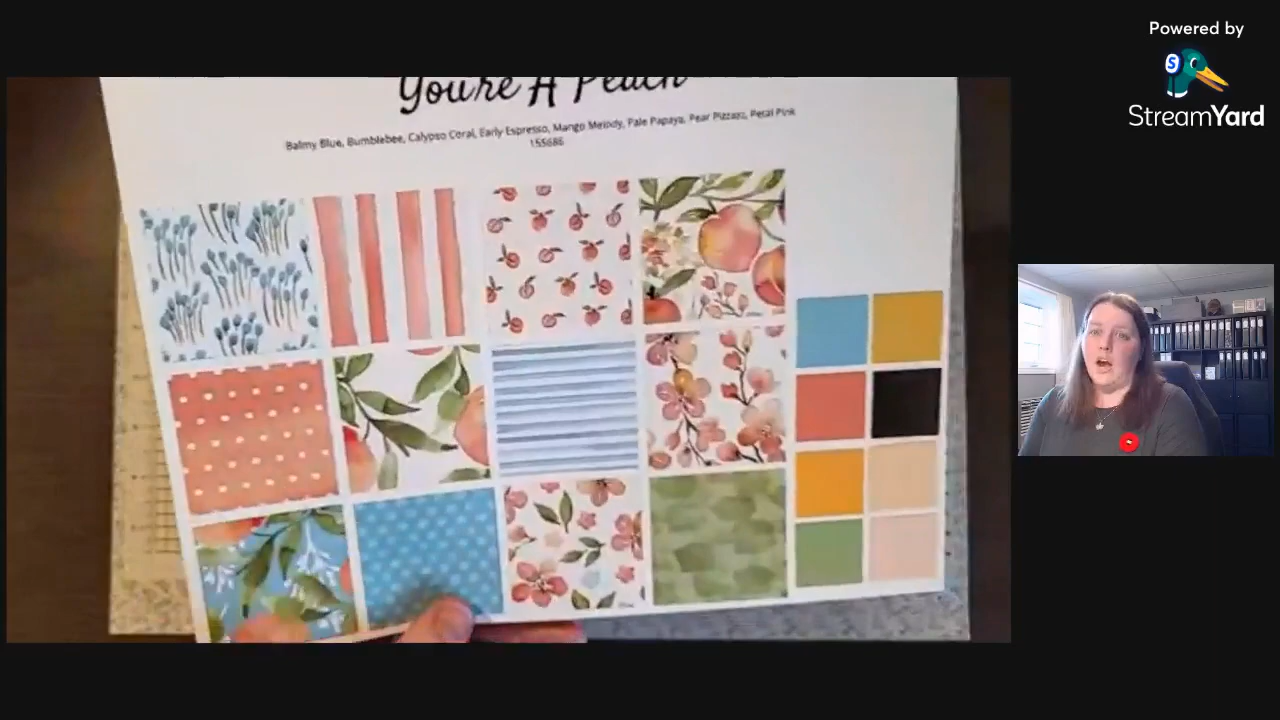 Powered by
StreamYard
You're A Peach
Balmy Blue, Bumblebee, Calypso Coral, Early Espresso, Mango Melody, Pale Papaya, Pear Pizzazz, Petal Pink
155686